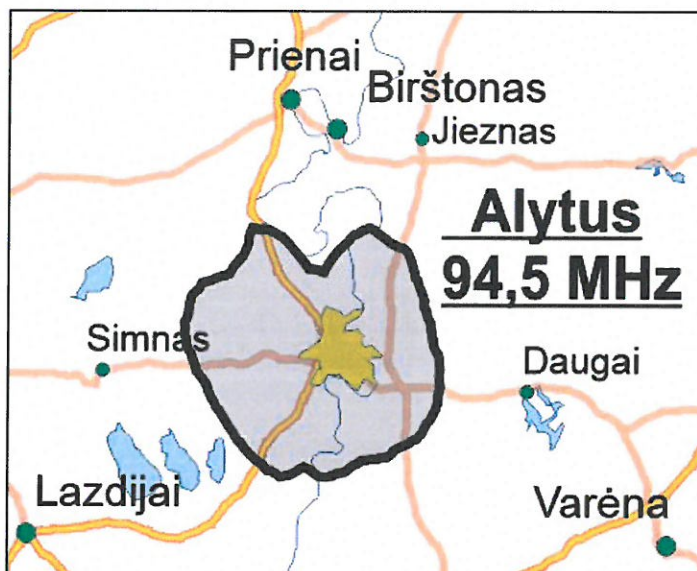 Prienai
Birštonas
Jieznas
Alytus
94,5 MHz
Simnas
Daugai
Lazdijai
Varėna